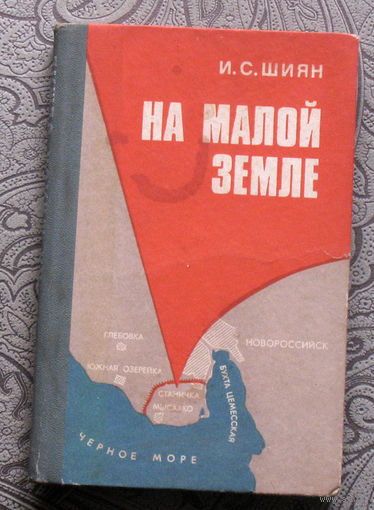 И.С.ШИЯН
НА МАЛОЙ
ЗЕМЛЕ
ГЛЕБОВКА
НОВОРОССИЙСК
ЮЖНАЯ ОЗЕРЕЙКА
СТАНИЧКА
МЫСХАКО
БУХТА ЦЕМЕССКАЯ
ЧЕРНОЕ МОРЕ